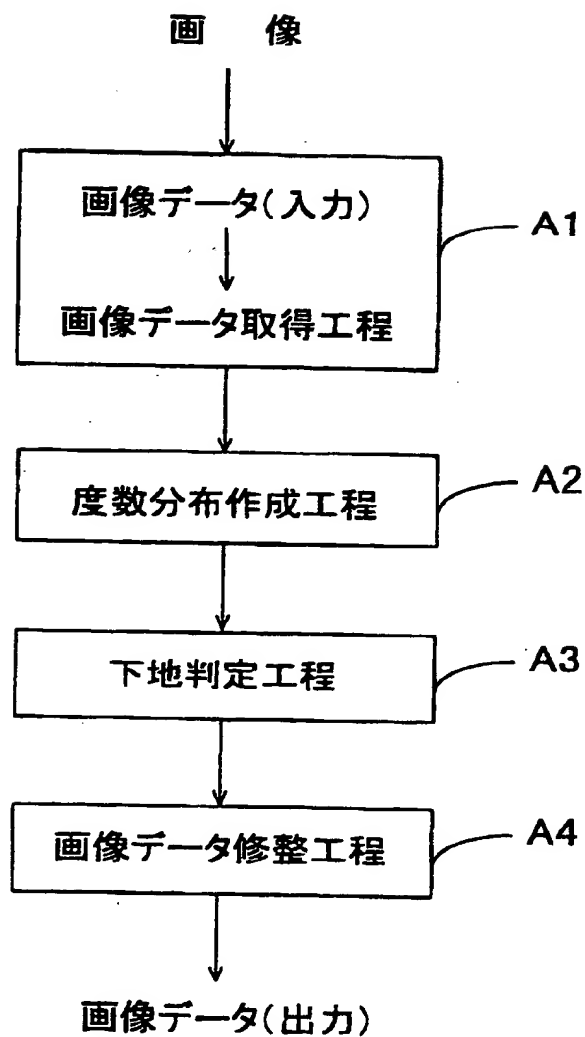 画 像
画像データ(入力)
A1
画像データ取得工程
度数分布作成工程
A2
下地判定工程
A3
画像データ修整工程
A4
画像データ(出力)